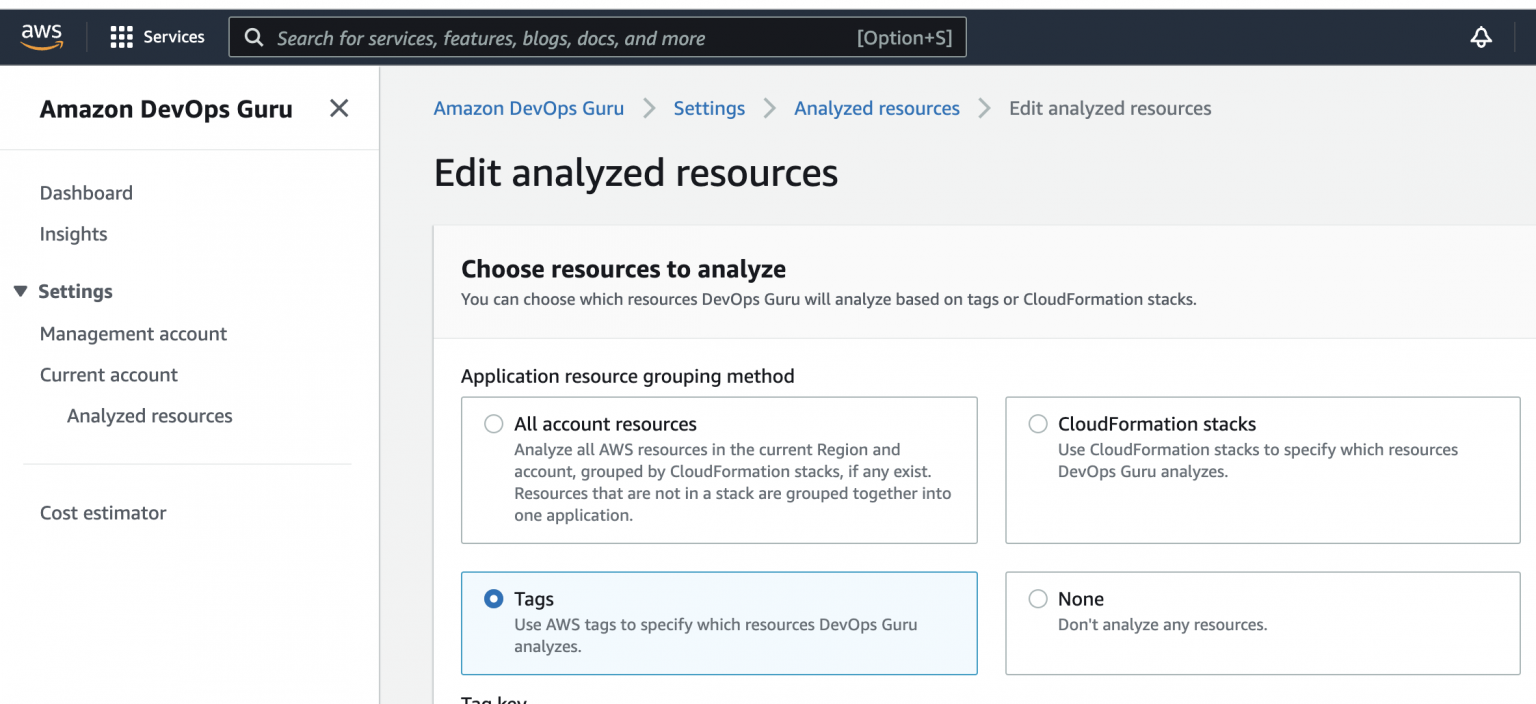 aws
Services
Search for services, features, blogs, docs, and more
[Option+S]
Amazon DevOps Guru
Dashboard
Insights
Settings
Management account
Current account
Analyzed resources
Cost estimator
Amazon DevOps Guru
Settings
Analyzed resources
Edit analyzed resources
Edit analyzed resources
Choose resources to analyze
You can choose which resources DevOps Guru will analyze based on tags or CloudFormation stacks.
Application resource grouping method
All account resources
Analyze all AWS resources in the current Region and
account, grouped by CloudFormation stacks, if any exist.
Resources that are not in a stack are grouped together into
one application.
CloudFormation stacks
Use CloudFormation stacks to specify which resources
DevOps Guru analyzes.
Tags
Use AWS tags to specify which resources DevOps Guru
analyzes.
None
Don't analyze any resources.
Tag key